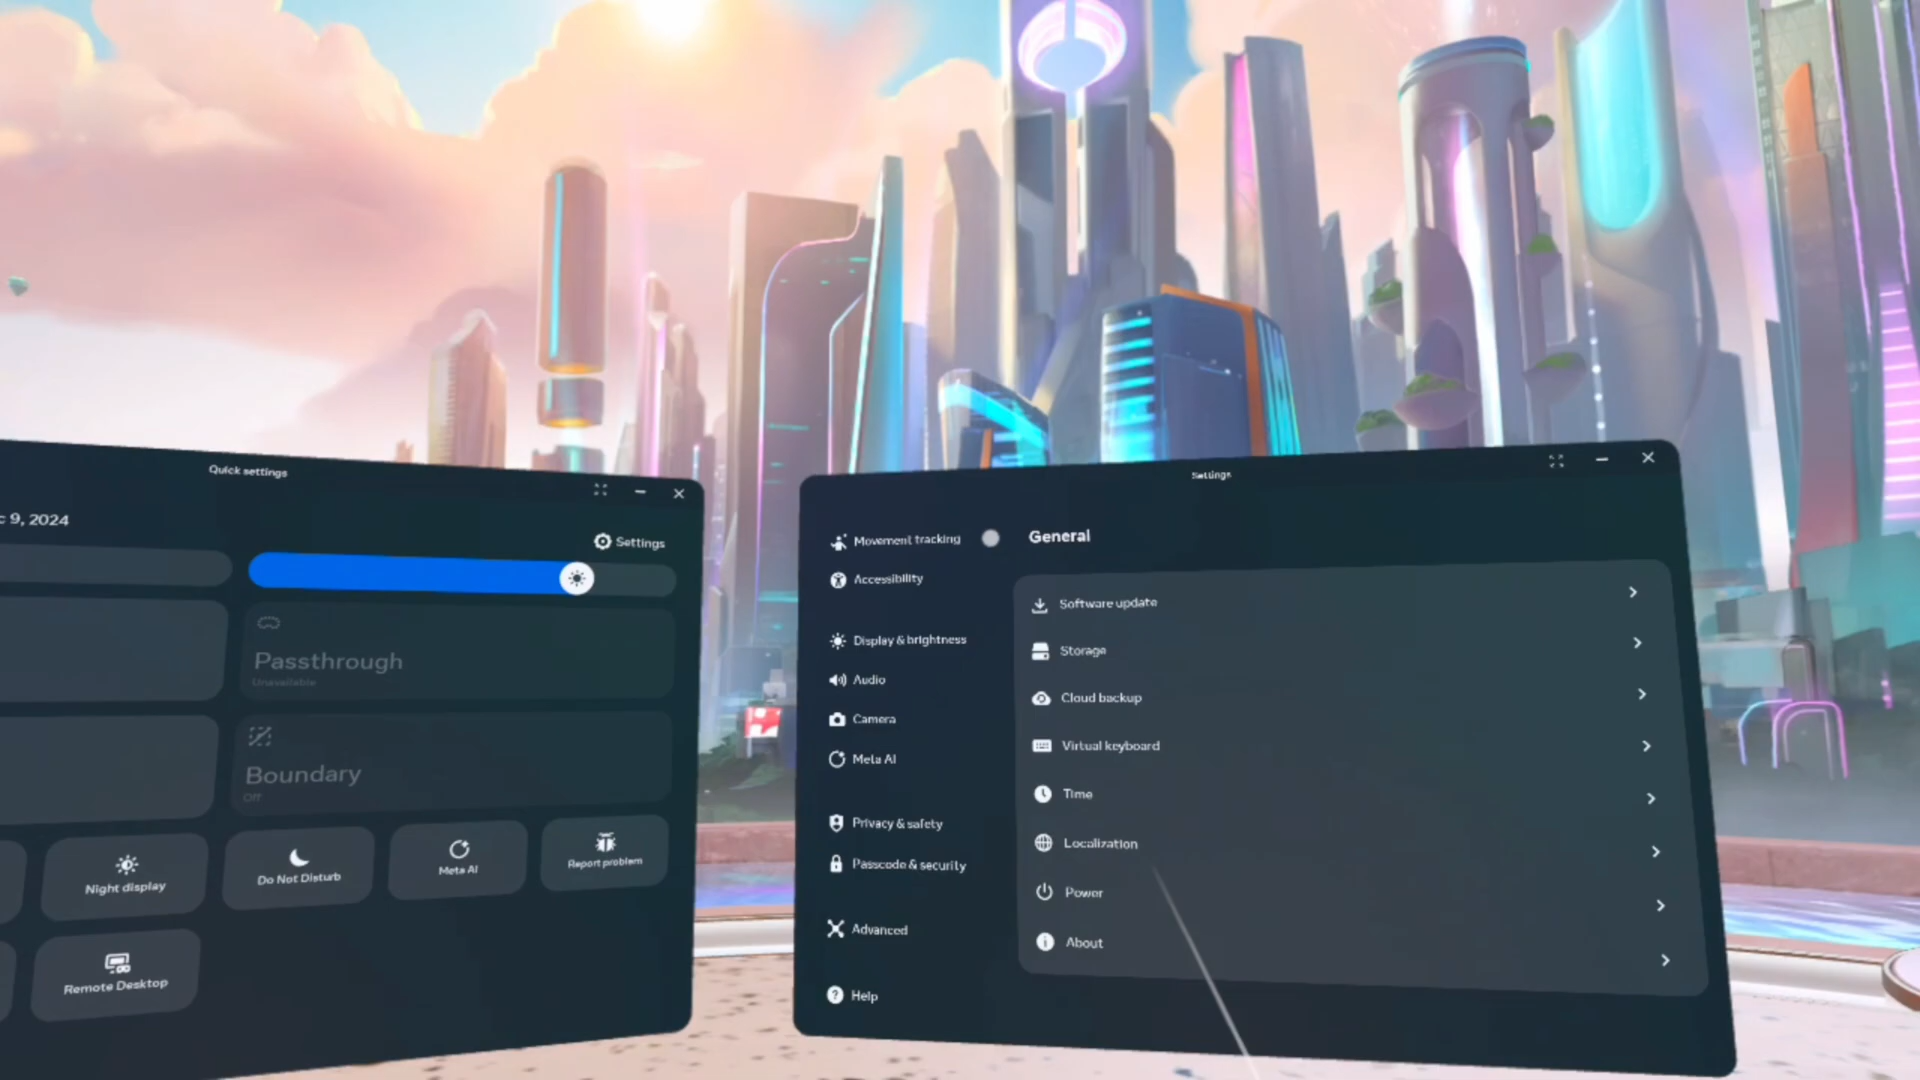 Quick settings
9, 2024
Settings
Passthrough
Unavailable
Boundary
Off
Night display
Do Not Disturb
Meta AI
Report problem
Remote Desktop
Settings
Movement tracking
Accessibility
Display & brightness
Audio
Camera
Meta AI
Privacy & safety
Passcode & security
Advanced
Help
General
Software update
Storage
Cloud backup
Virtual keyboard
Time
Localization
Power
About